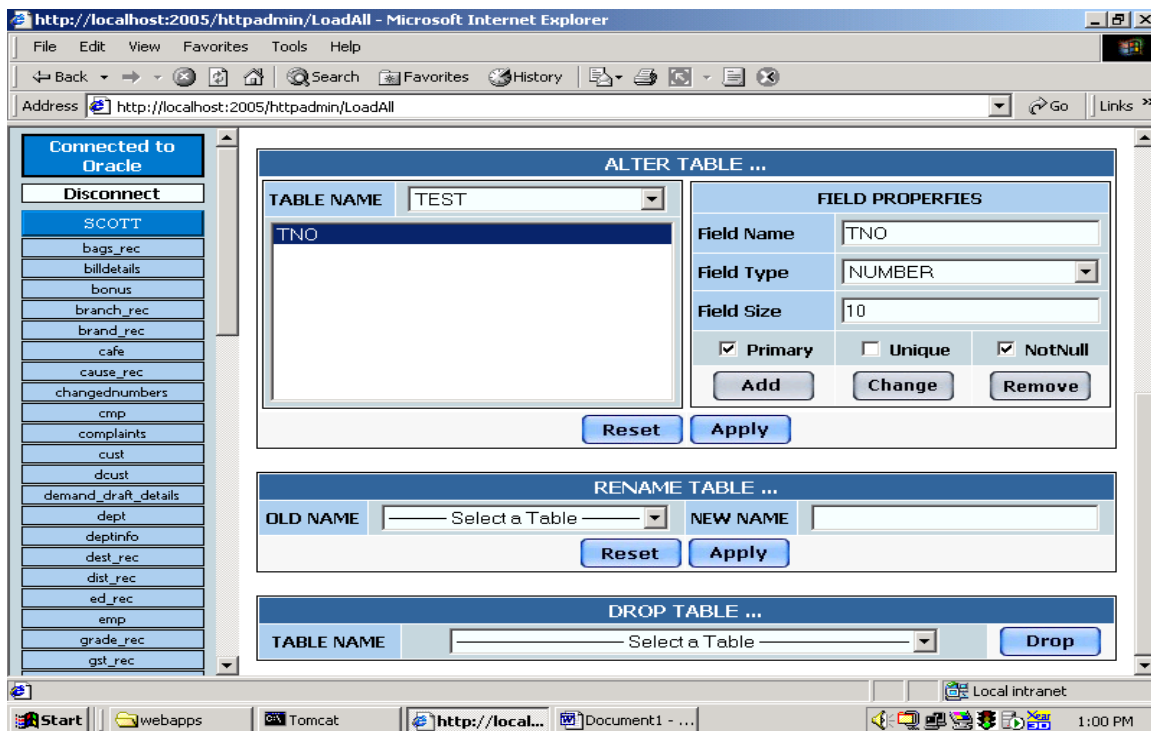 http://localhost:2005/httpadmin/LoadAll - Microsoft Internet Explorer
File Edit View Favorites Tools Help
Back Search Favorites History
Address http://localhost:2005/httpadmin/LoadAll Go Links »
Connected to
Oracle
Disconnect
SCOTT
bags_rec
billdetails
bonus
branch_rec
brand_rec
cafe
cause_rec
changednumbers
cmp
complaints
cust
dcust
demand_draft_details
dept
deptinfo
dest_rec
dist_rec
ed_rec
emp
grade_rec
gst_rec
ALTER TABLE ...
TABLE NAME TEST
TNO
FIELD PROPERFIES
Field Name TNO
Field Type NUMBER
Field Size 10
Primary Unique NotNull
Add Change Remove
Reset Apply
RENAME TABLE ...
OLD NAME ——— Select a Table ——— NEW NAME
Reset Apply
DROP TABLE ...
TABLE NAME ——— Select a Table ——— Drop
Local intranet
Start webapps Tomcat http://local... Document1 - ... 1:00 PM